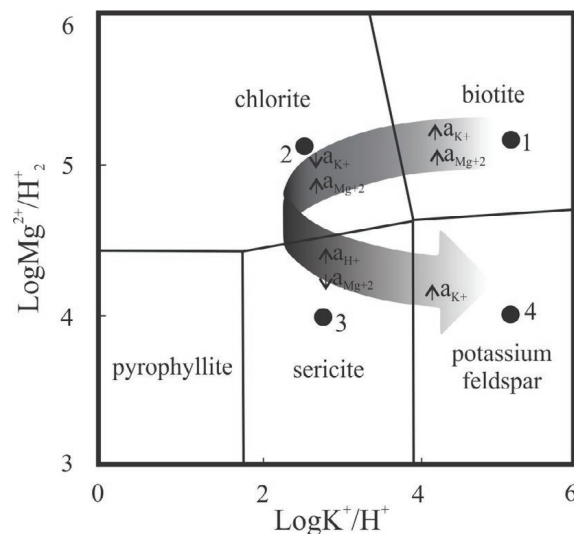 6
5
4
3
LogMg²⁺/H⁺₂
chlorite
biotite
2
1
↓a_K+
↑a_Mg+2
↑a_K+
↑a_Mg+2
↑a_H+
↓a_Mg+2
↑a_K+
3
4
pyrophyllite
sericite
potassium
feldspar
0
2
4
6
LogK⁺/H⁺